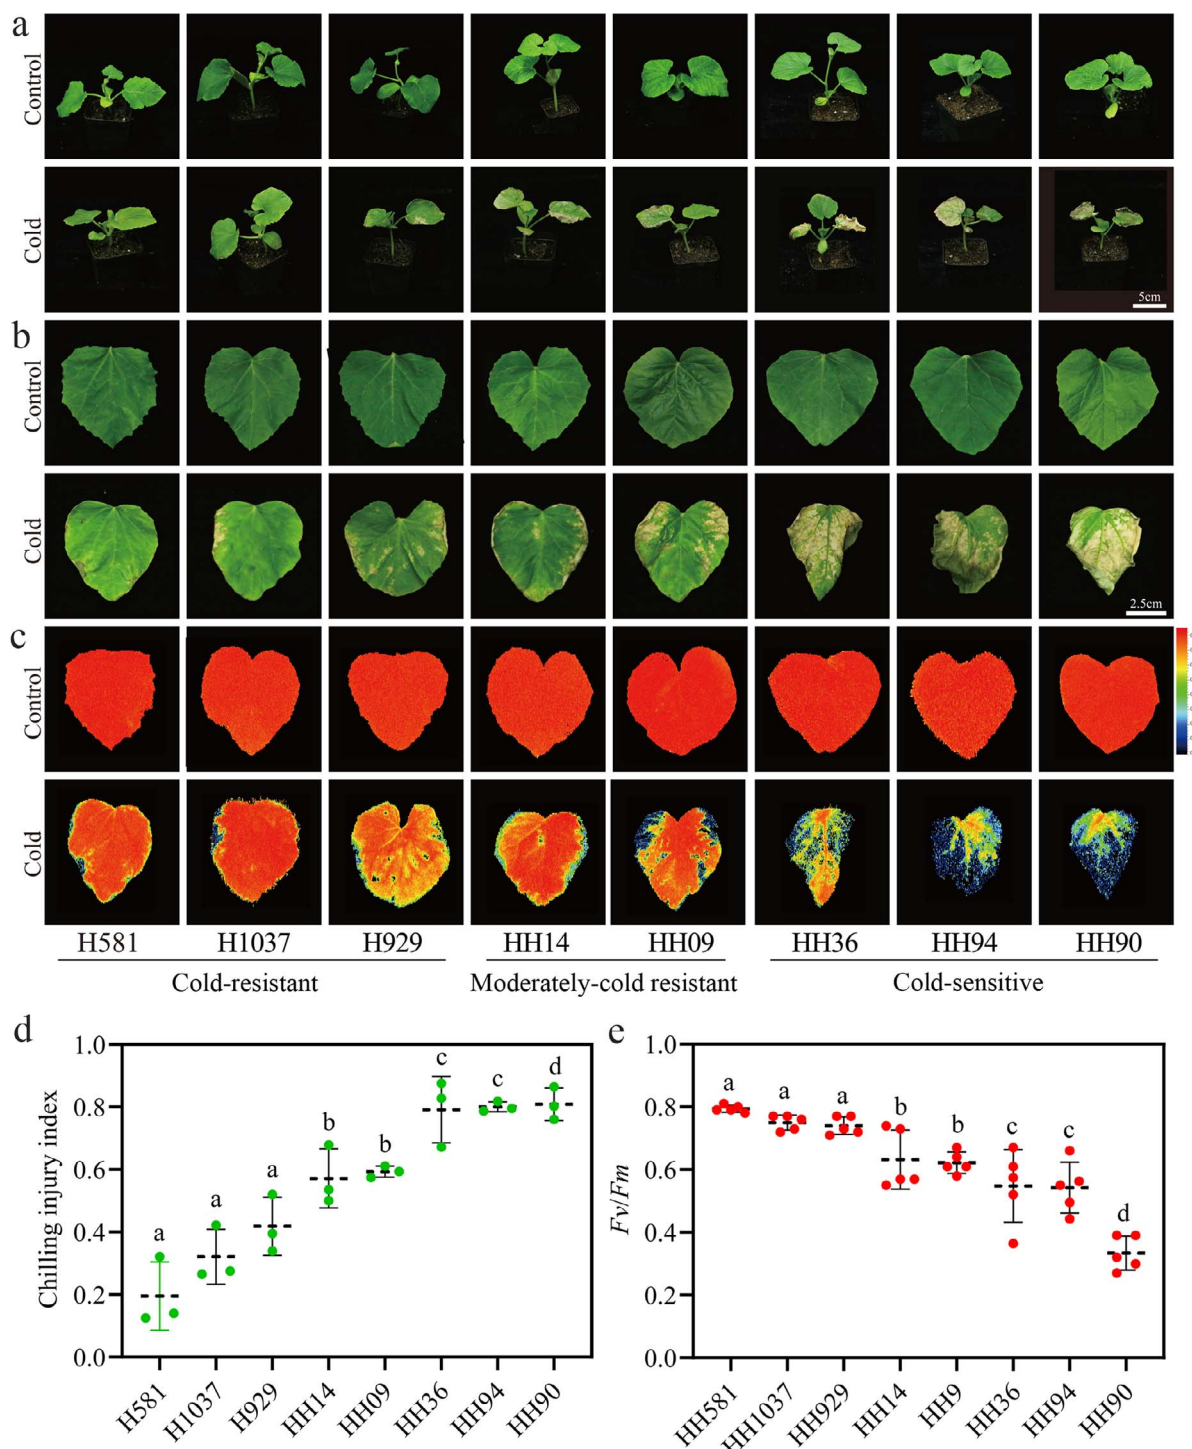 a
Control
Cold
5cm
b
Control
Cold
2.5cm
c
Control
Cold
H581 H1037 H929 HH14 HH09 HH36 HH94 HH90
Cold-resistant Moderately-cold resistant Cold-sensitive
d
Chilling injury index
1.0
0.8
0.6
0.4
0.2
0.0
a a a b b c c d
H581 H1037 H929 HH14 HH09 HH36 HH94 HH90
e
Fv/Fm
1.0
0.8
0.6
0.4
0.2
0.0
a a a b b c c d
HH581 HH1037 HH929 HH14 HH9 HH36 HH94 HH90